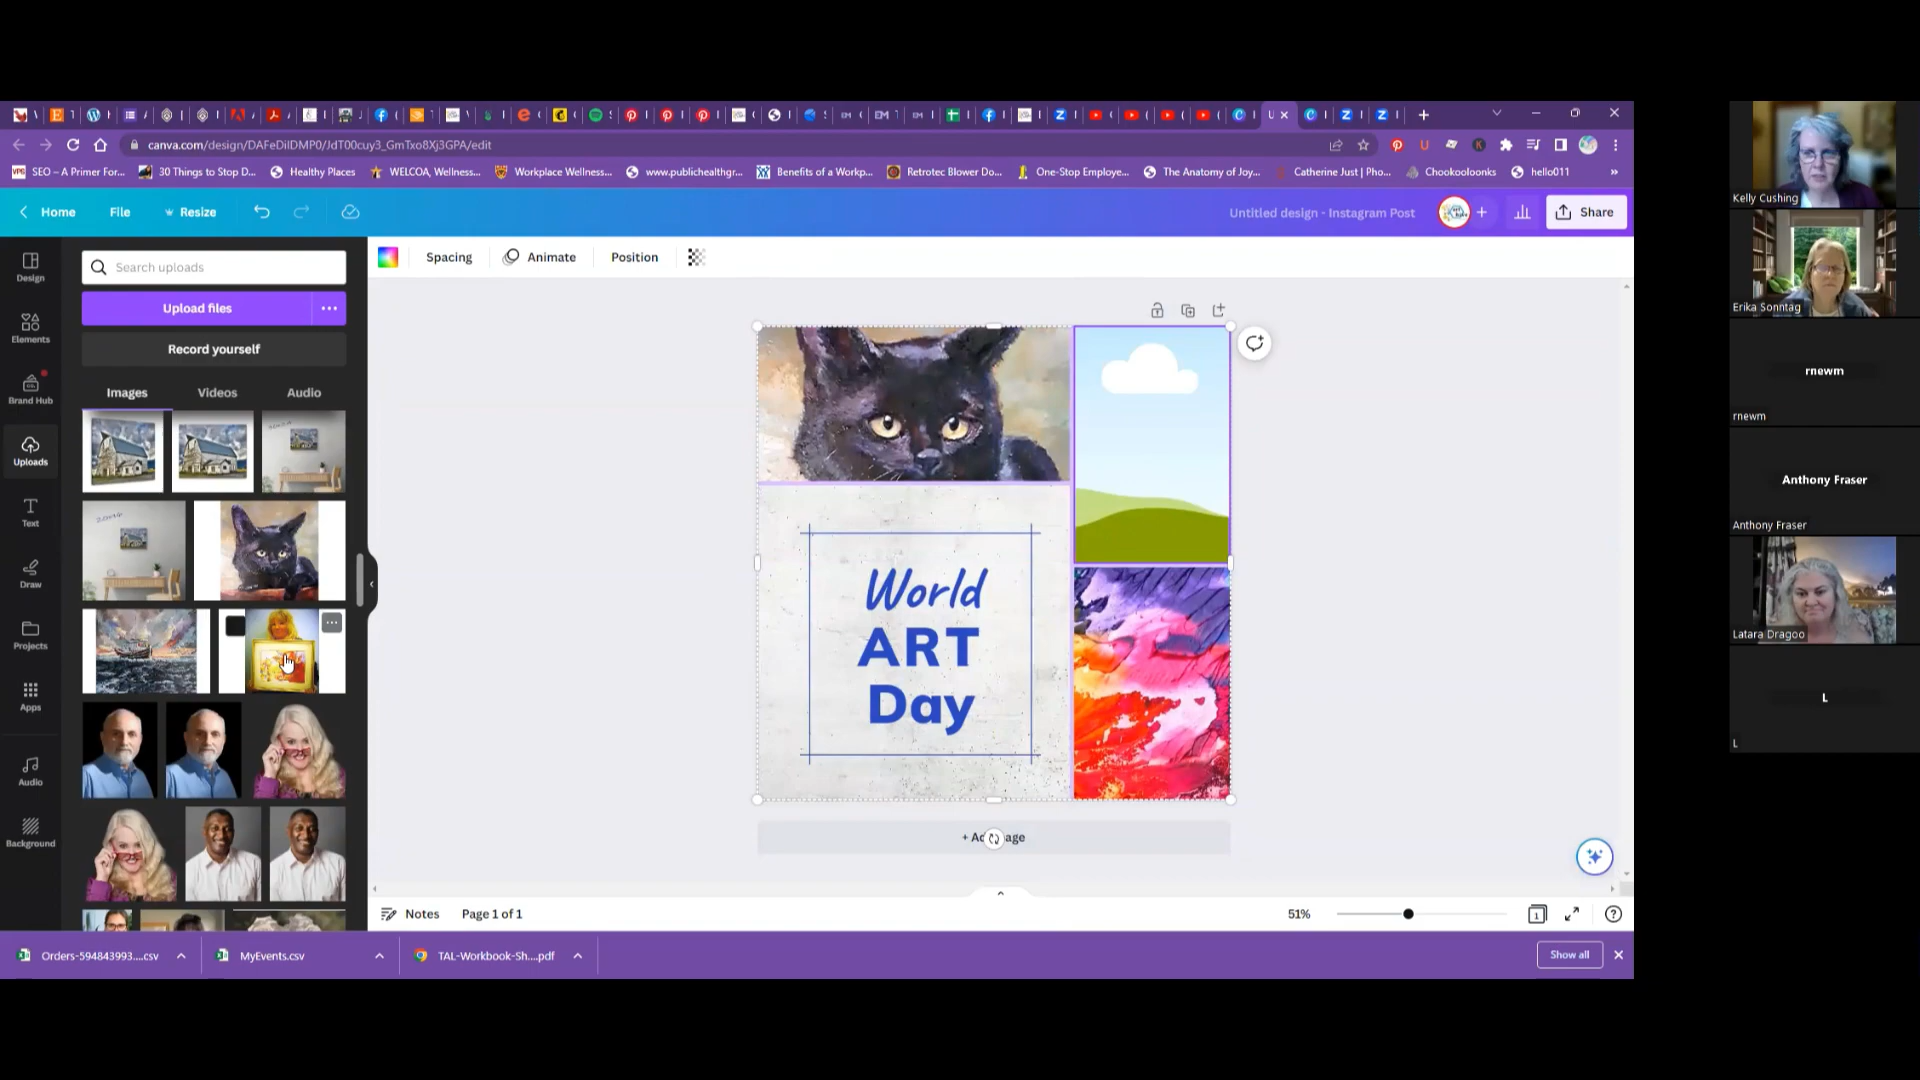 canva.com/design/DAFeDiIDMP0/JdT00cuy3_GmTxo8Xj3GPA/edit
SEO – A Primer For...
30 Things to Stop D...
Healthy Places
WELCOA, Wellness...
Workplace Wellness...
www.publichealthgr...
Benefits of a Workp...
Retrotec Blower Do...
One-Stop Employe...
The Anatomy of Joy...
Catherine Just | Pho...
Chookooloonks
hello011
Home
File
Resize
Untitled design - Instagram Post
Share
Design
Elements
Brand Hub
Uploads
Text
Draw
Projects
Apps
Audio
Background
Search uploads
Upload files
Record yourself
Images
Videos
Audio
Spacing
Animate
Position
World
ART
Day
Notes
Page 1 of 1
51%
1
Orders-594843993....csv
MyEvents.csv
TAL-Workbook-Sh....pdf
Show all
Kelly Cushing
Erika Sonntag
rnewm
rnewm
Anthony Fraser
Anthony Fraser
Latara Dragoo
L
L